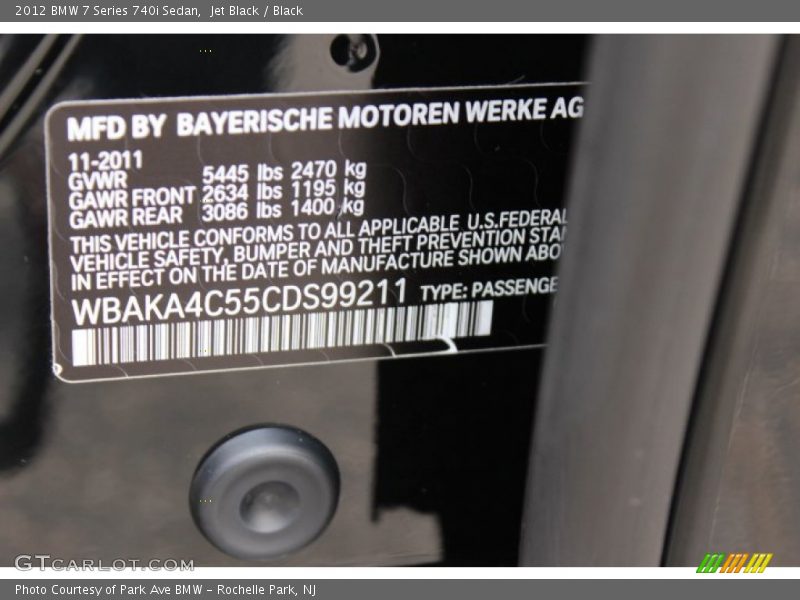 2012 BMW 7 Series 740i Sedan,  Jet Black / Black
MFD BY BAYERISCHE MOTOREN WERKE AG
11-2011
GVWR 5445 lbs 2470 kg
GAWR FRONT 2634 lbs 1195 kg
GAWR REAR 3086 lbs 1400 kg
THIS VEHICLE CONFORMS TO ALL APPLICABLE U.S.FEDERAL
VEHICLE SAFETY, BUMPER AND THEFT PREVENTION STA
IN EFFECT ON THE DATE OF MANUFACTURE SHOWN ABO
WBAKA4C55CDS99211 TYPE: PASSENGE
GTCARLOT.COM
Photo Courtesy of Park Ave BMW - Rochelle Park, NJ